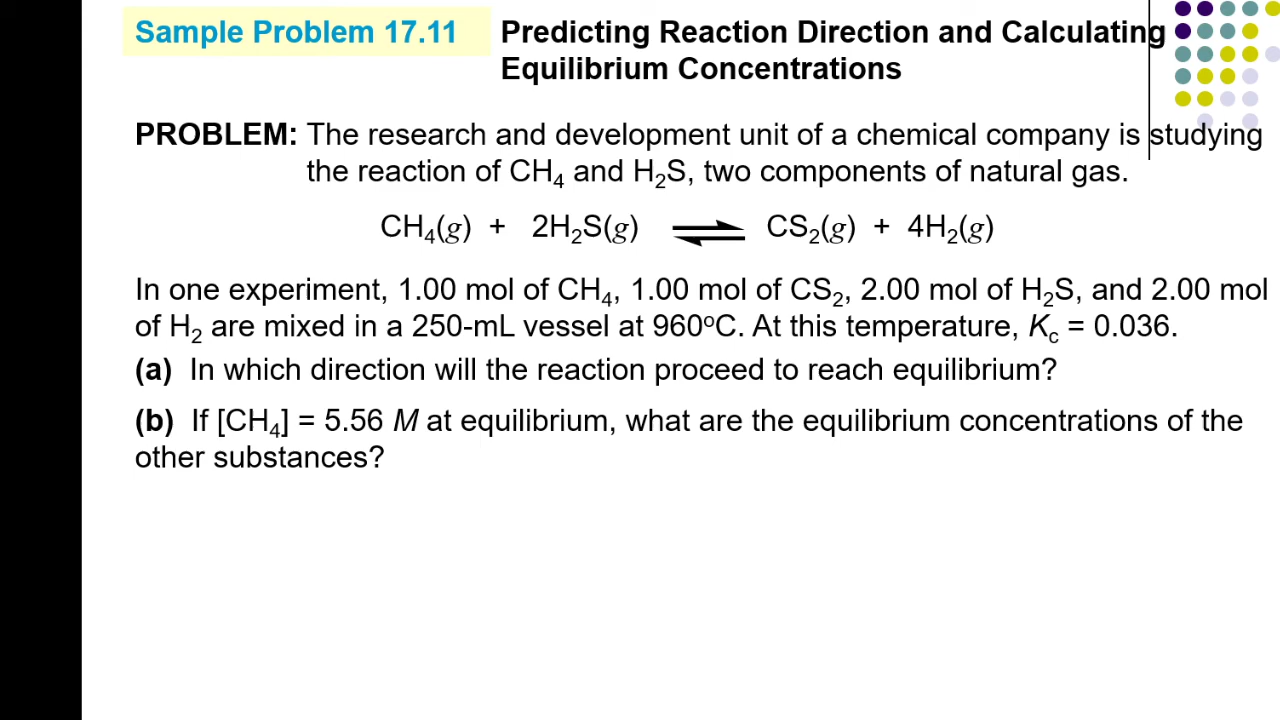 Sample Problem 17.11 Predicting Reaction Direction and Calculating
Equilibrium Concentrations
PROBLEM: The research and development unit of a chemical company is studying
the reaction of CH₄ and H₂S, two components of natural gas.
CH₄(g) + 2H₂S(g) ⇌ CS₂(g) + 4H₂(g)
In one experiment, 1.00 mol of CH₄, 1.00 mol of CS₂, 2.00 mol of H₂S, and 2.00 mol
of H₂ are mixed in a 250-mL vessel at 960ºC. At this temperature, Kc = 0.036.
(a) In which direction will the reaction proceed to reach equilibrium?
(b) If [CH₄] = 5.56 M at equilibrium, what are the equilibrium concentrations of the
other substances?